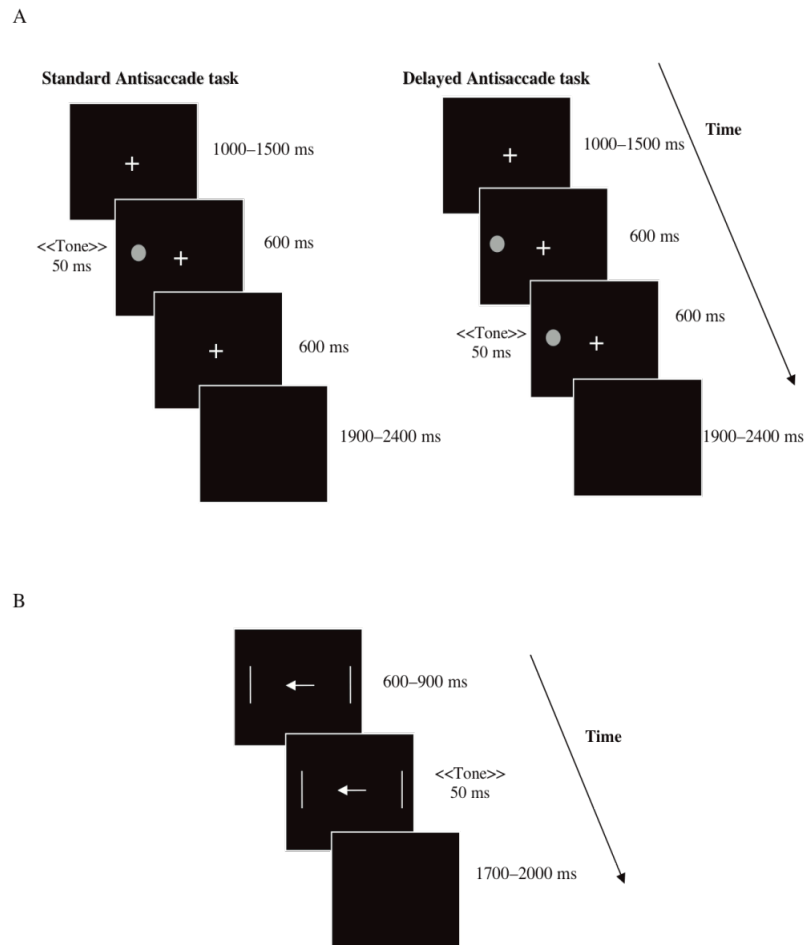 A
Standard Antisaccade task
Delayed Antisaccade task
Time
1000–1500 ms
1000–1500 ms
<<Tone>>
50 ms
600 ms
600 ms
600 ms
<<Tone>>
50 ms
600 ms
1900–2400 ms
1900–2400 ms
B
600–900 ms
Time
<<Tone>>
50 ms
1700–2000 ms